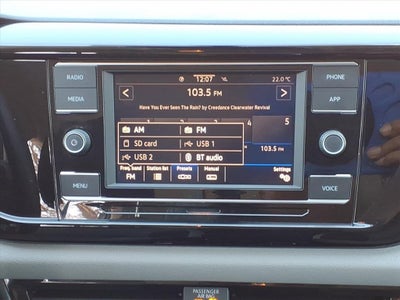 RADIO
MEDIA
MENU
12:07
22.0 °C
103.5 FM
Have You Ever Seen The Rain? by Creedence Clearwater Revival
4
5
103.5 FM
AM
FM
SD card
USB 1
USB 2
BT audio
Freq. band
FM
Station list
Presets
Manual
Settings
PHONE
APP
VOICE
PASSENGER
AIR BAG